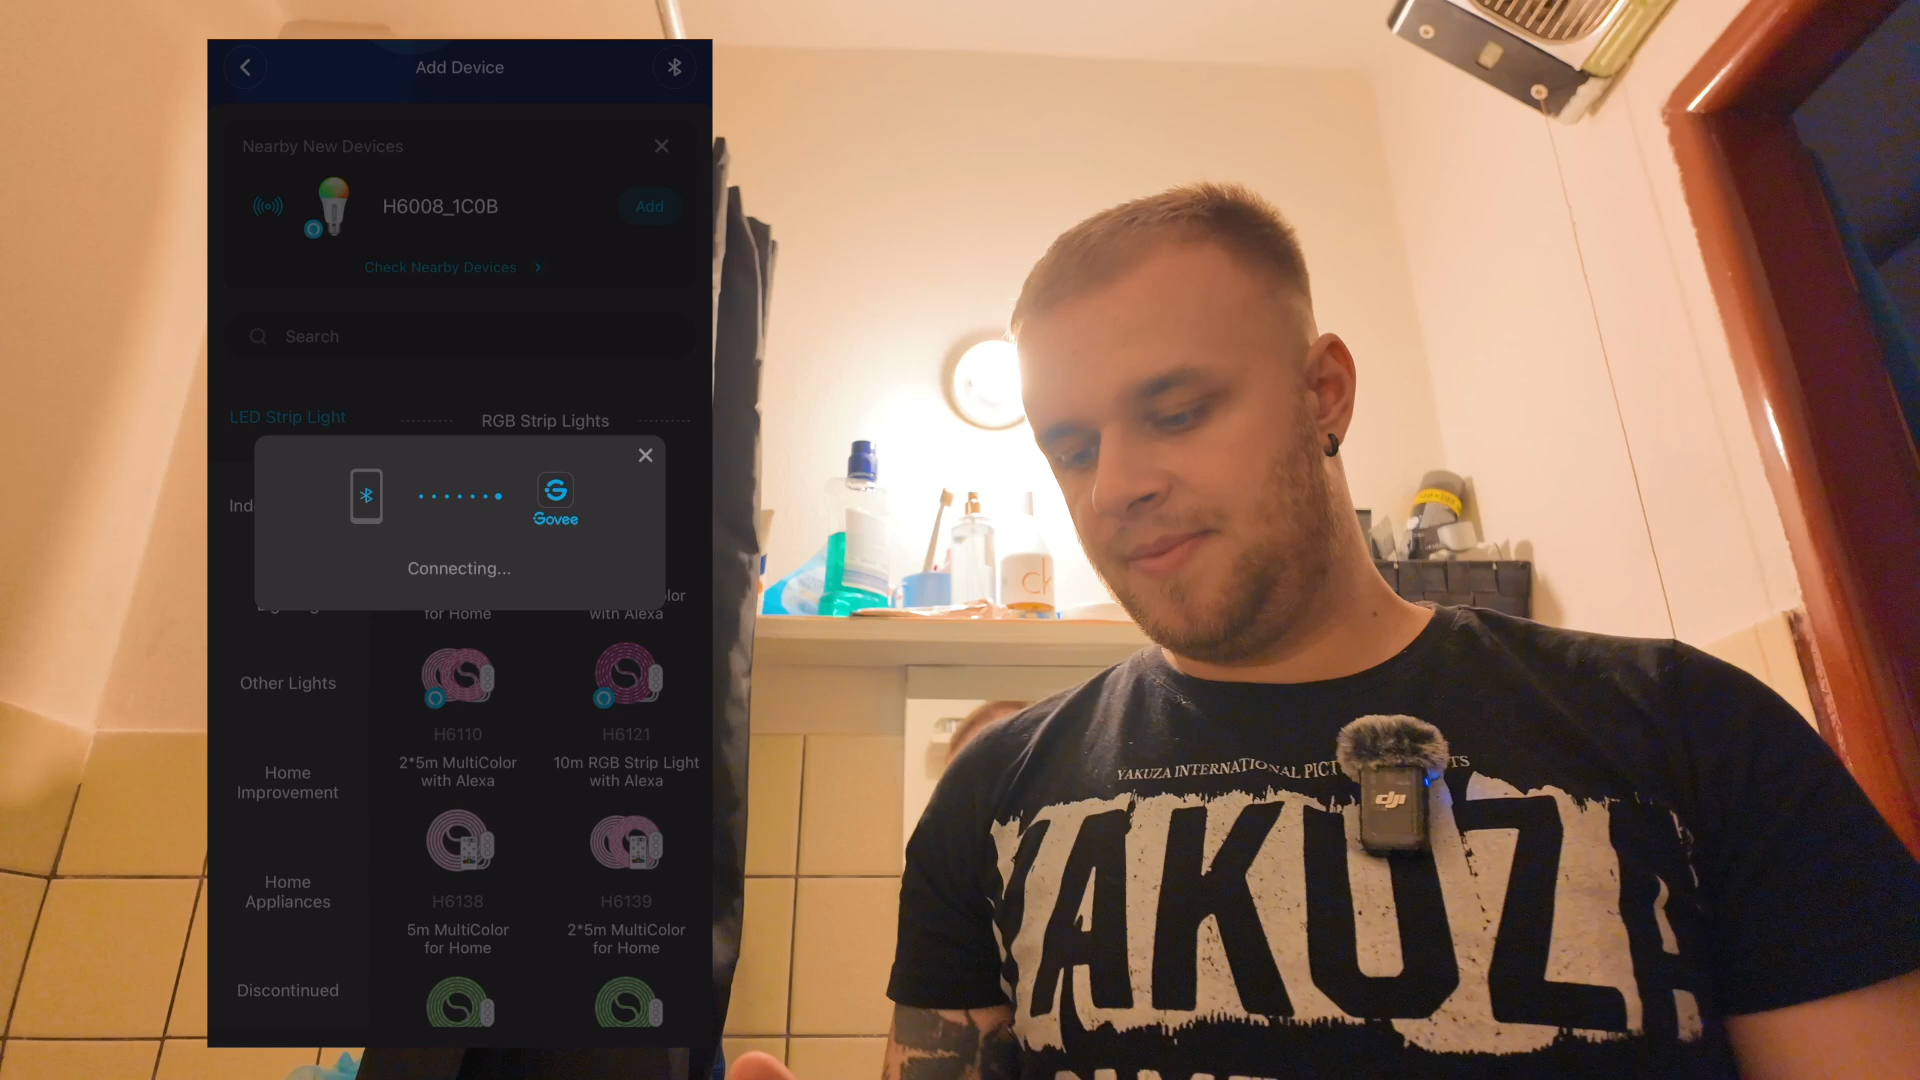 Add Device
Nearby New Devices
H6008_1C0B
Add
Check Nearby Devices
Search
LED Strip Light
RGB Strip Lights
Govee
Connecting...
for Home
with Alexa
Other Lights
H6110
H6121
2*5m MultiColor
with Alexa
10m RGB Strip Light
with Alexa
Home
Improvement
H6138
H6139
Home
Appliances
5m MultiColor
for Home
2*5m MultiColor
for Home
Discontinued
ck
YAKUZA INTERNATIONAL PICT
TS
dji
YAKUZA